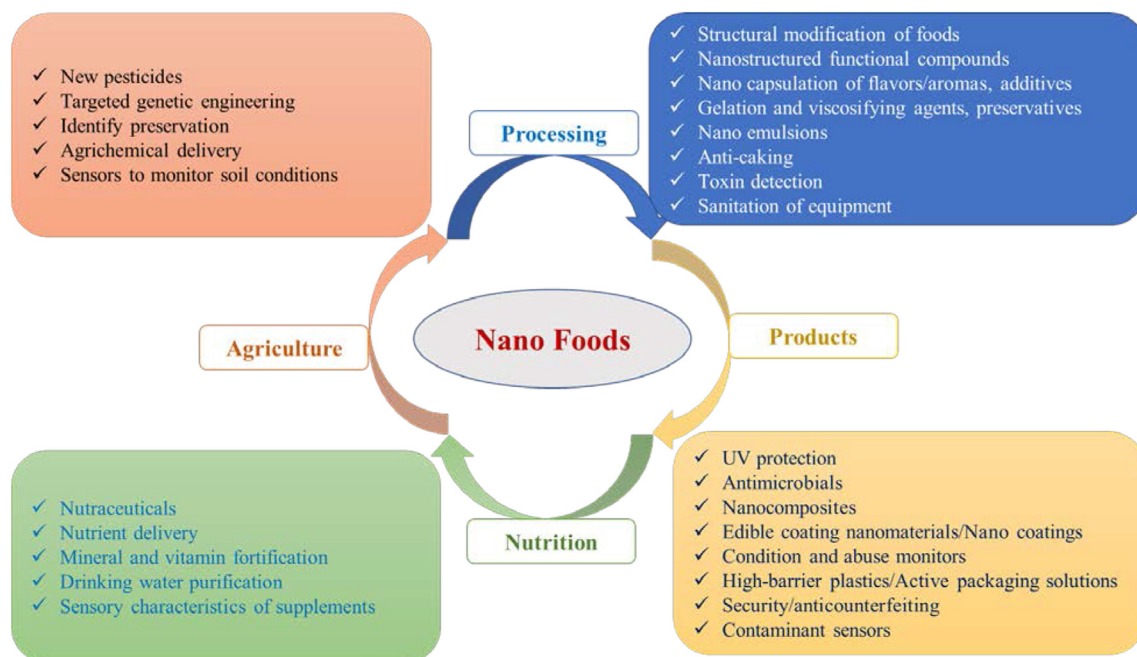 ✓ New pesticides
✓ Targeted genetic engineering
✓ Identify preservation
✓ Agrichemical delivery
✓ Sensors to monitor soil conditions
✓ Structural modification of foods
✓ Nanostructured functional compounds
✓ Nano capsulation of flavors/aromas, additives
✓ Gelation and viscosifying agents, preservatives
✓ Nano emulsions
✓ Anti-caking
✓ Toxin detection
✓ Sanitation of equipment
Processing
Agriculture
Nano Foods
Products
Nutrition
✓ Nutraceuticals
✓ Nutrient delivery
✓ Mineral and vitamin fortification
✓ Drinking water purification
✓ Sensory characteristics of supplements
✓ UV protection
✓ Antimicrobials
✓ Nanocomposites
✓ Edible coating nanomaterials/Nano coatings
✓ Condition and abuse monitors
✓ High-barrier plastics/Active packaging solutions
✓ Security/anticounterfeiting
✓ Contaminant sensors